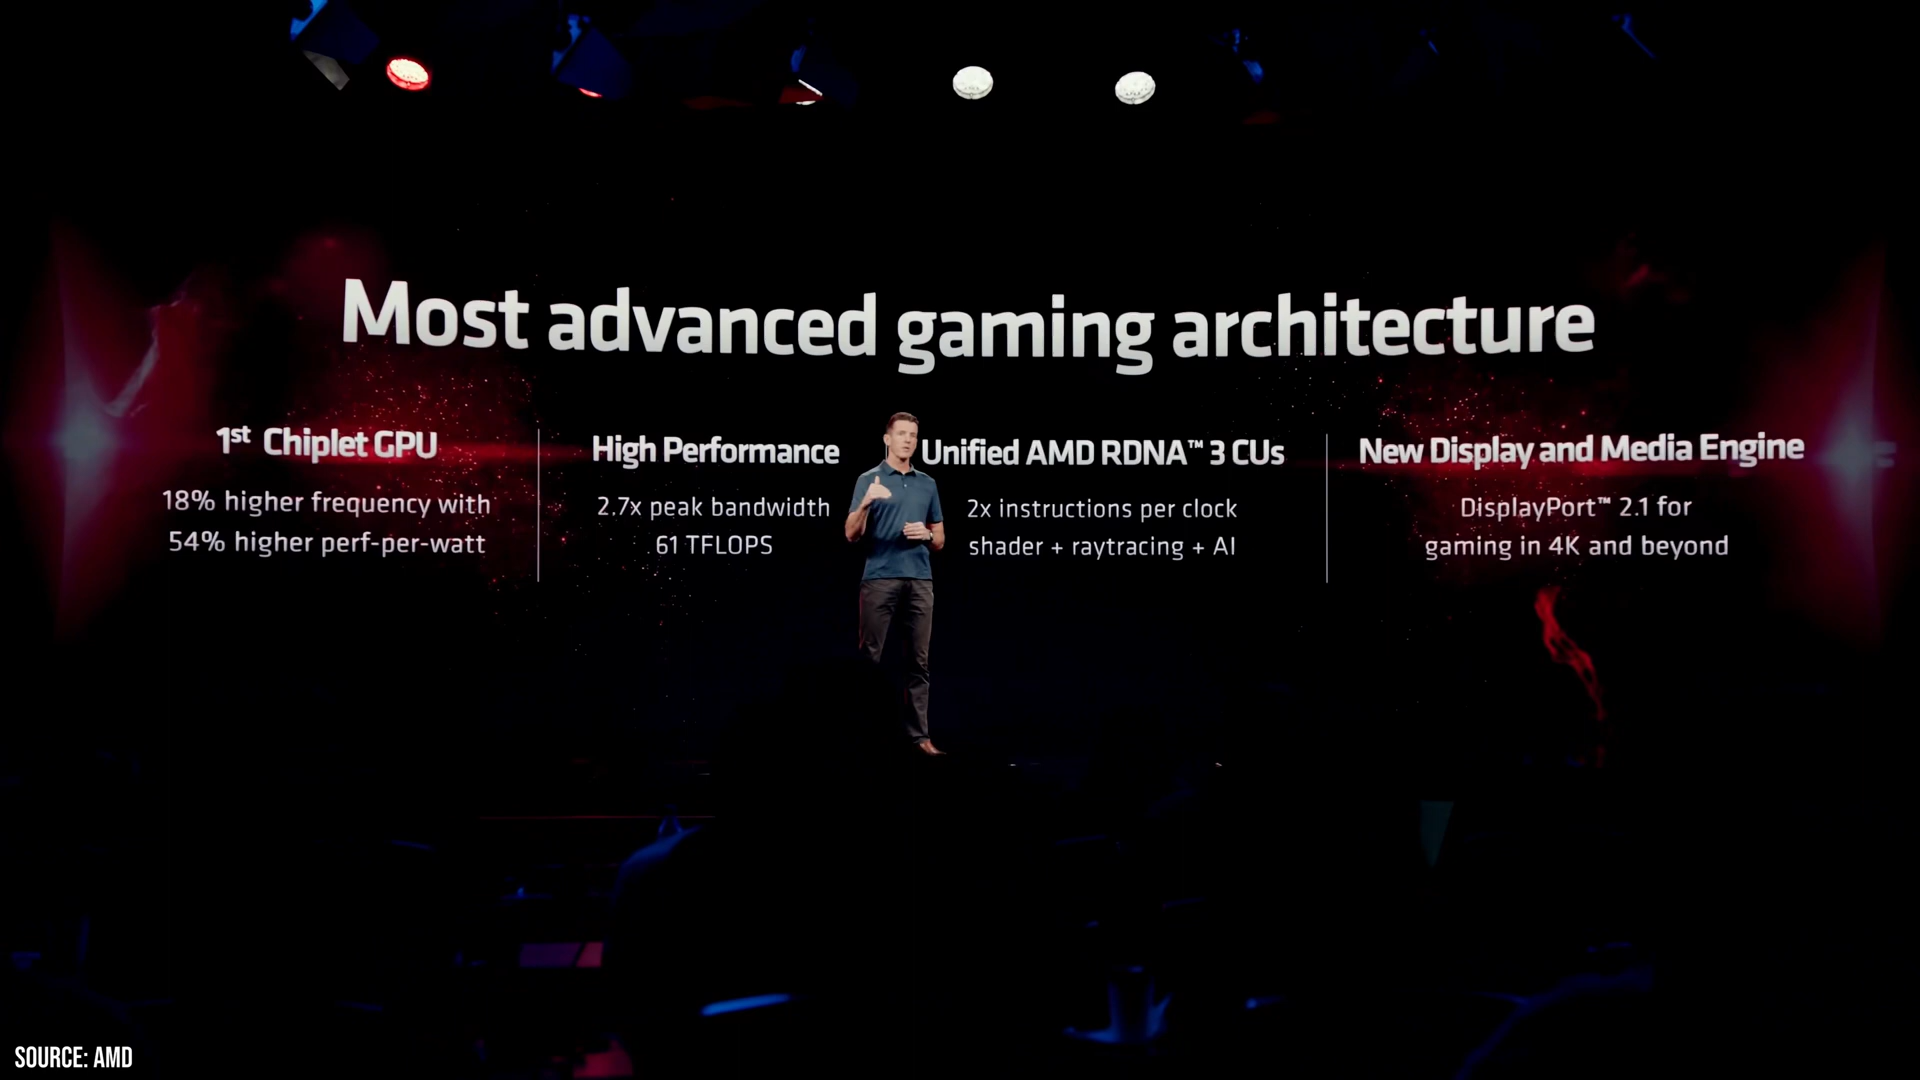 Most advanced gaming architecture
1st Chiplet GPU
18% higher frequency with
54% higher perf-per-watt
High Performance
2.7x peak bandwidth
61 TFLOPS
Unified AMD RDNA™ 3 CUs
2x instructions per clock
shader + raytracing + AI
New Display and Media Engine
DisplayPort™ 2.1 for
gaming in 4K and beyond
SOURCE: AMD